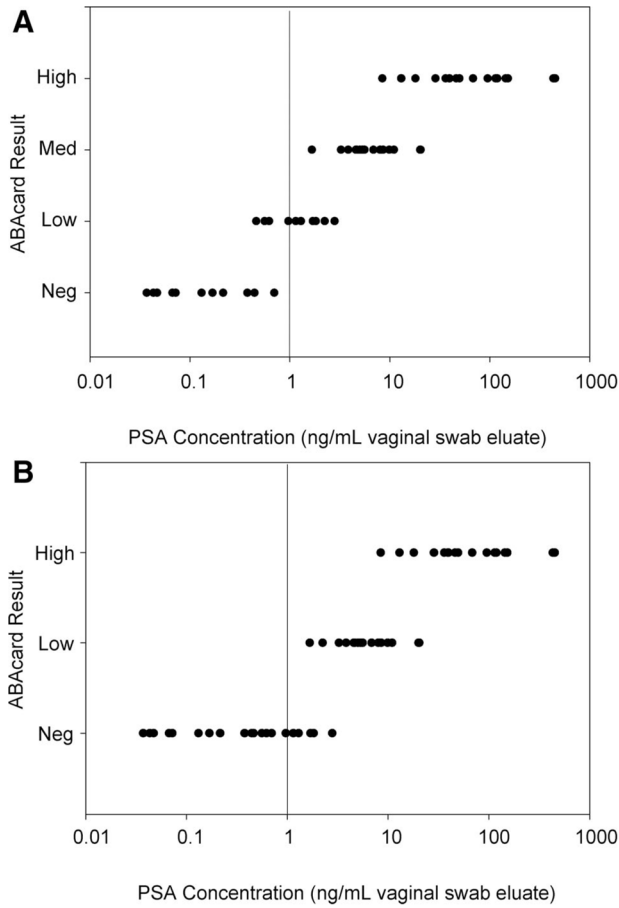 A
High
Med
Low
Neg
ABAcard Result
0.01 0.1 1 10 100 1000
PSA Concentration (ng/mL vaginal swab eluate)
B
High
Low
Neg
ABAcard Result
0.01 0.1 1 10 100 1000
PSA Concentration (ng/mL vaginal swab eluate)